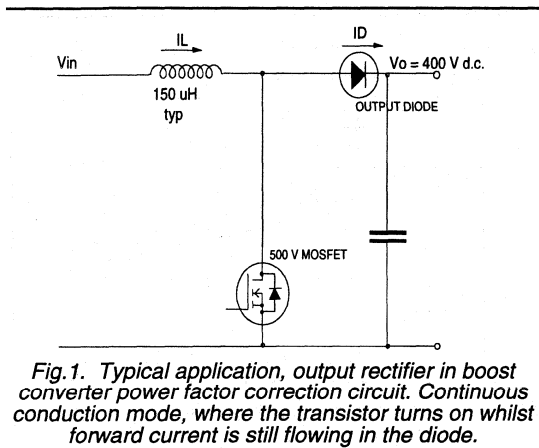 IL
ID
Vin
Vo = 400 V d.c.
150 uH
typ
OUTPUT DIODE
500 V MOSFET
Fig.1. Typical application, output rectifier in boost
converter power factor correction circuit. Continuous
conduction mode, where the transistor turns on whilst
forward current is still flowing in the diode.